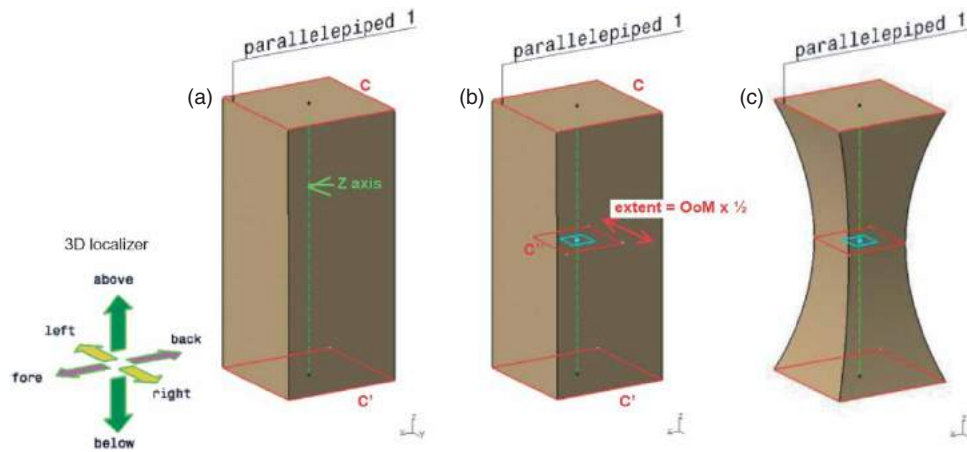 parallelepiped 1
parallelepiped 1
parallelepiped 1
(a)
C
(b)
C
(c)
Z axis
extent = OoM x ½
C''
3D localizer
above
left
back
fore
right
below
C'
C'
Z
X
Y
Z
X
Z
X